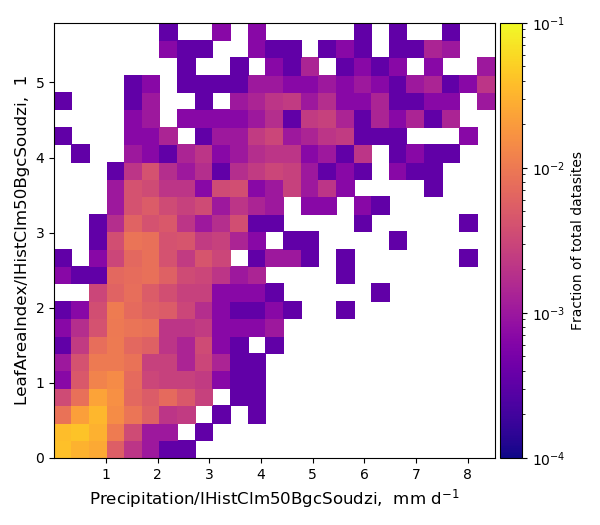 LeafAreaIndex/IHistClm50BgcSoudzi,  1
5
4
3
2
1
0
1 2 3 4 5 6 7 8
Precipitation/IHistClm50BgcSoudzi,  mm d⁻¹
10⁻¹
10⁻²
10⁻³
10⁻⁴
Fraction of total datasites